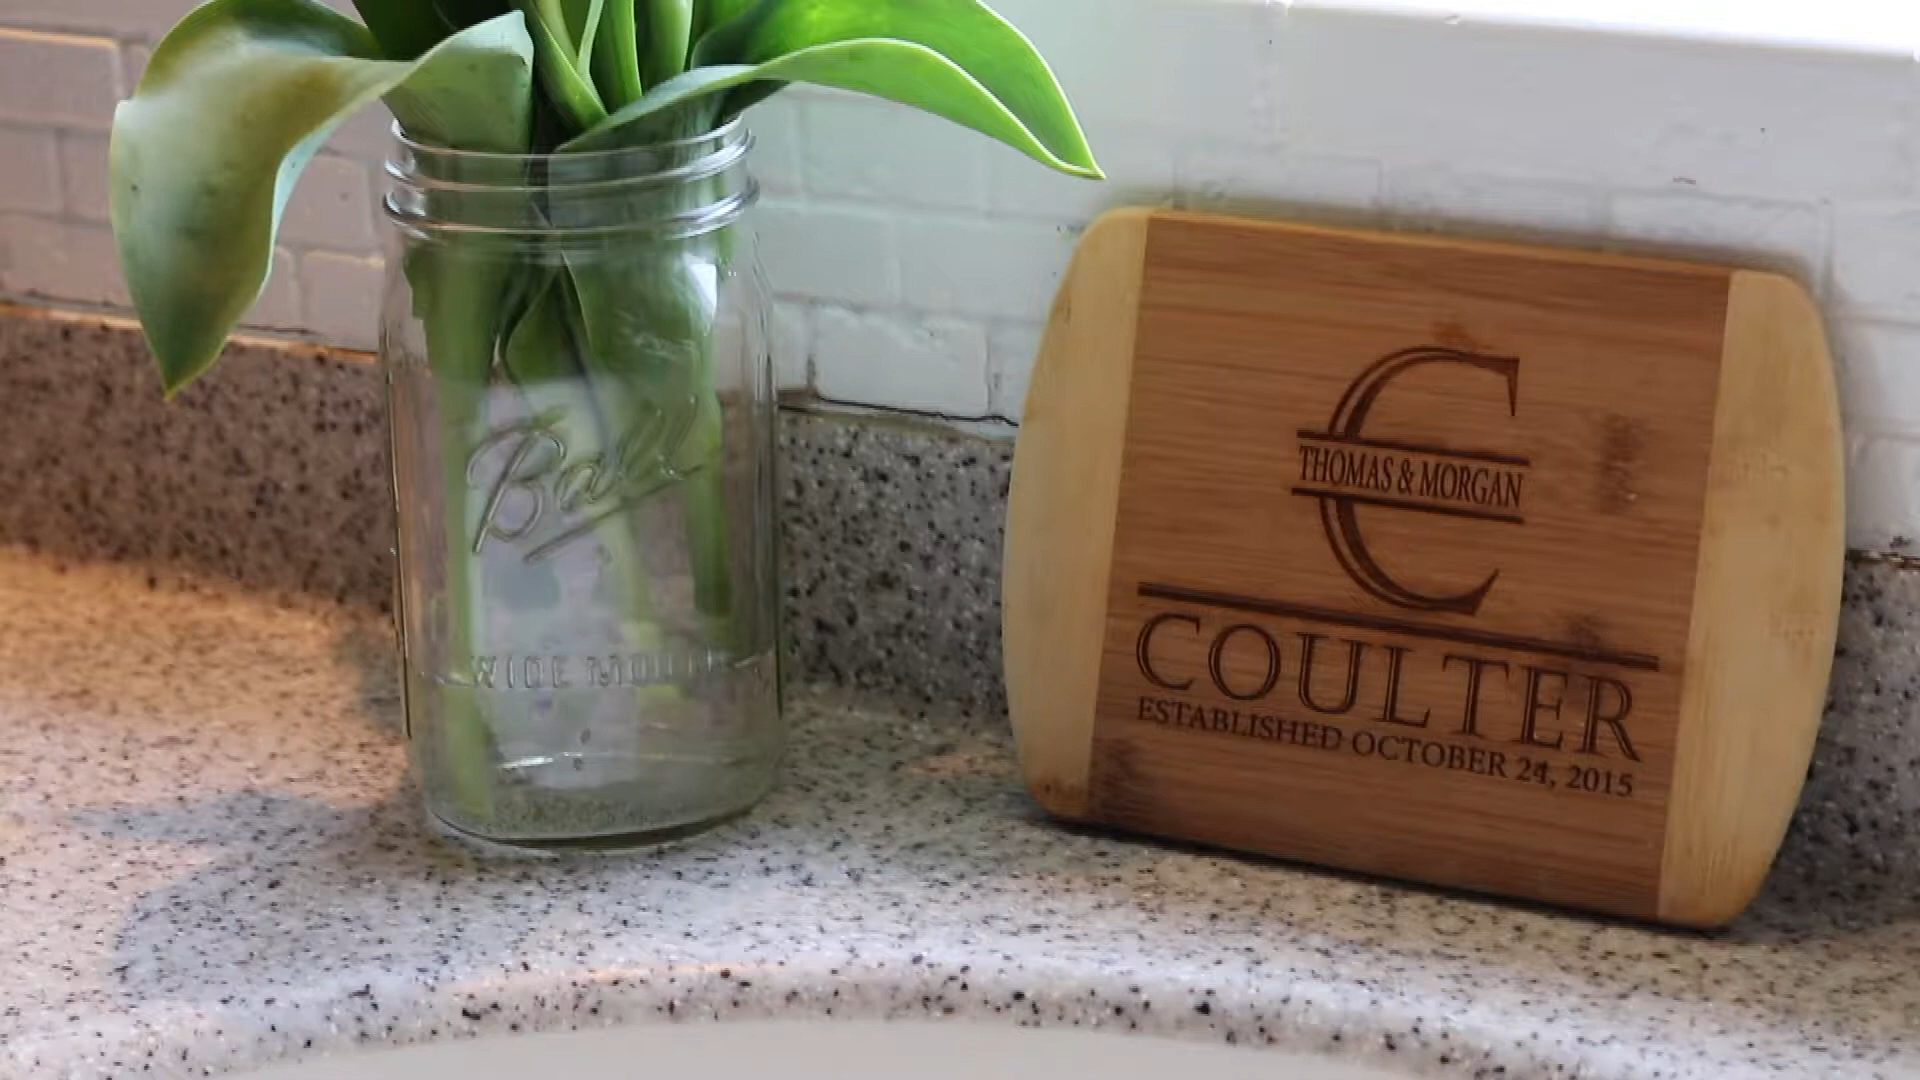 Ball
WIDE MOUTH
C
THOMAS & MORGAN
COULTER
ESTABLISHED OCTOBER 24, 2015